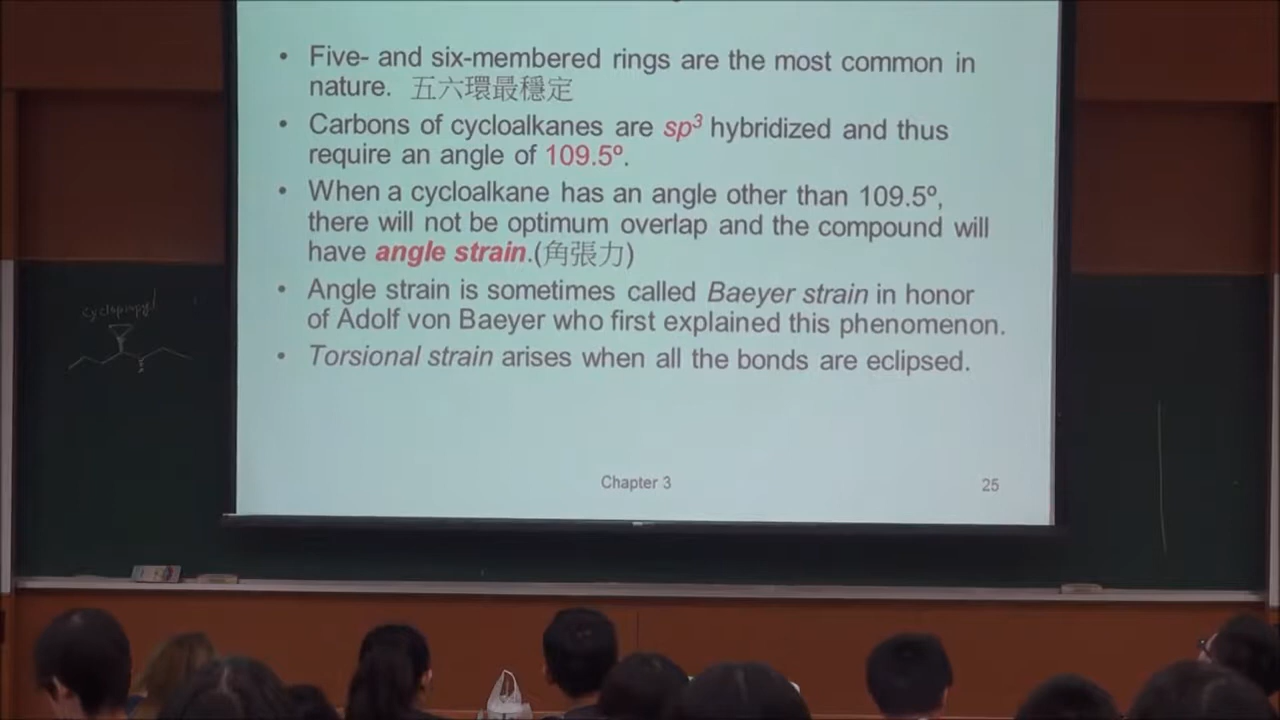 • Five- and six-membered rings are the most common in
nature. 五六環最穩定
• Carbons of cycloalkanes are sp³ hybridized and thus
require an angle of 109.5º.
• When a cycloalkane has an angle other than 109.5º,
there will not be optimum overlap and the compound will
have angle strain.(角張力)
• Angle strain is sometimes called Baeyer strain in honor
of Adolf von Baeyer who first explained this phenomenon.
• Torsional strain arises when all the bonds are eclipsed.
Chapter 3
25
cyclopropyl